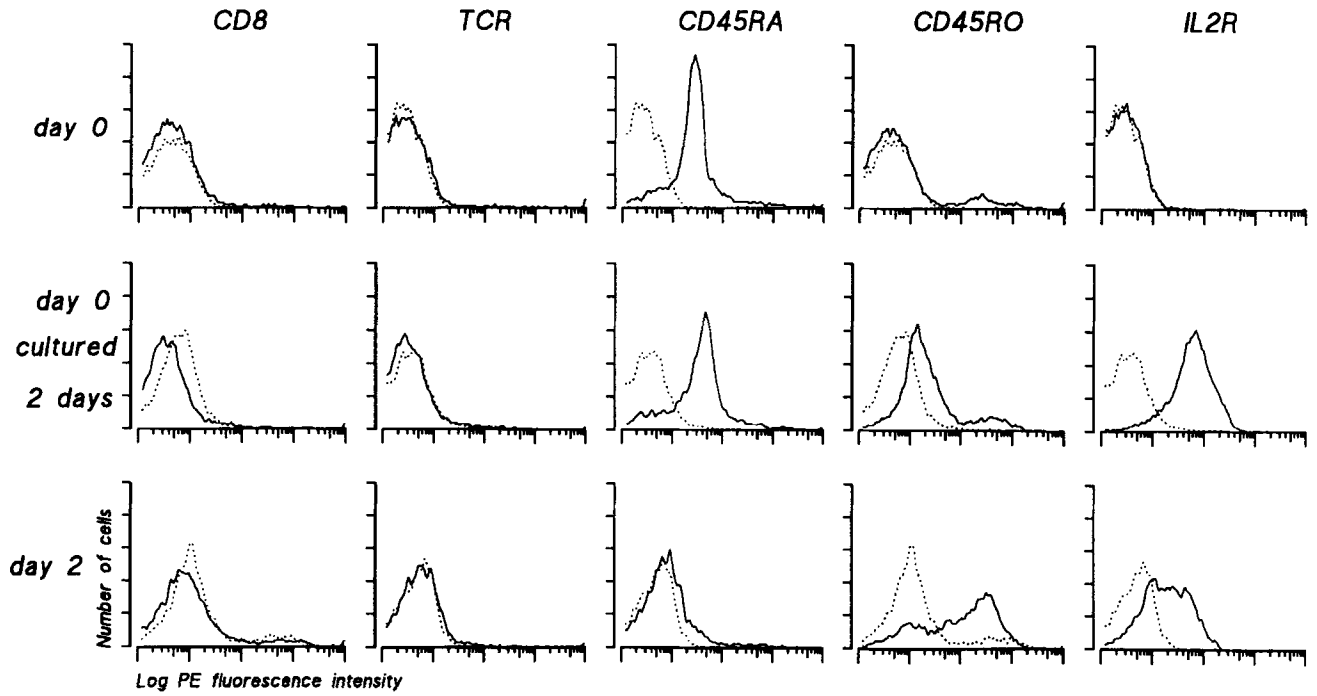 CD8 TCR CD45RA CD45RO IL2R
day 0
day 0
cultured
2 days
day 2
Number of cells
Log PE fluorescence intensity